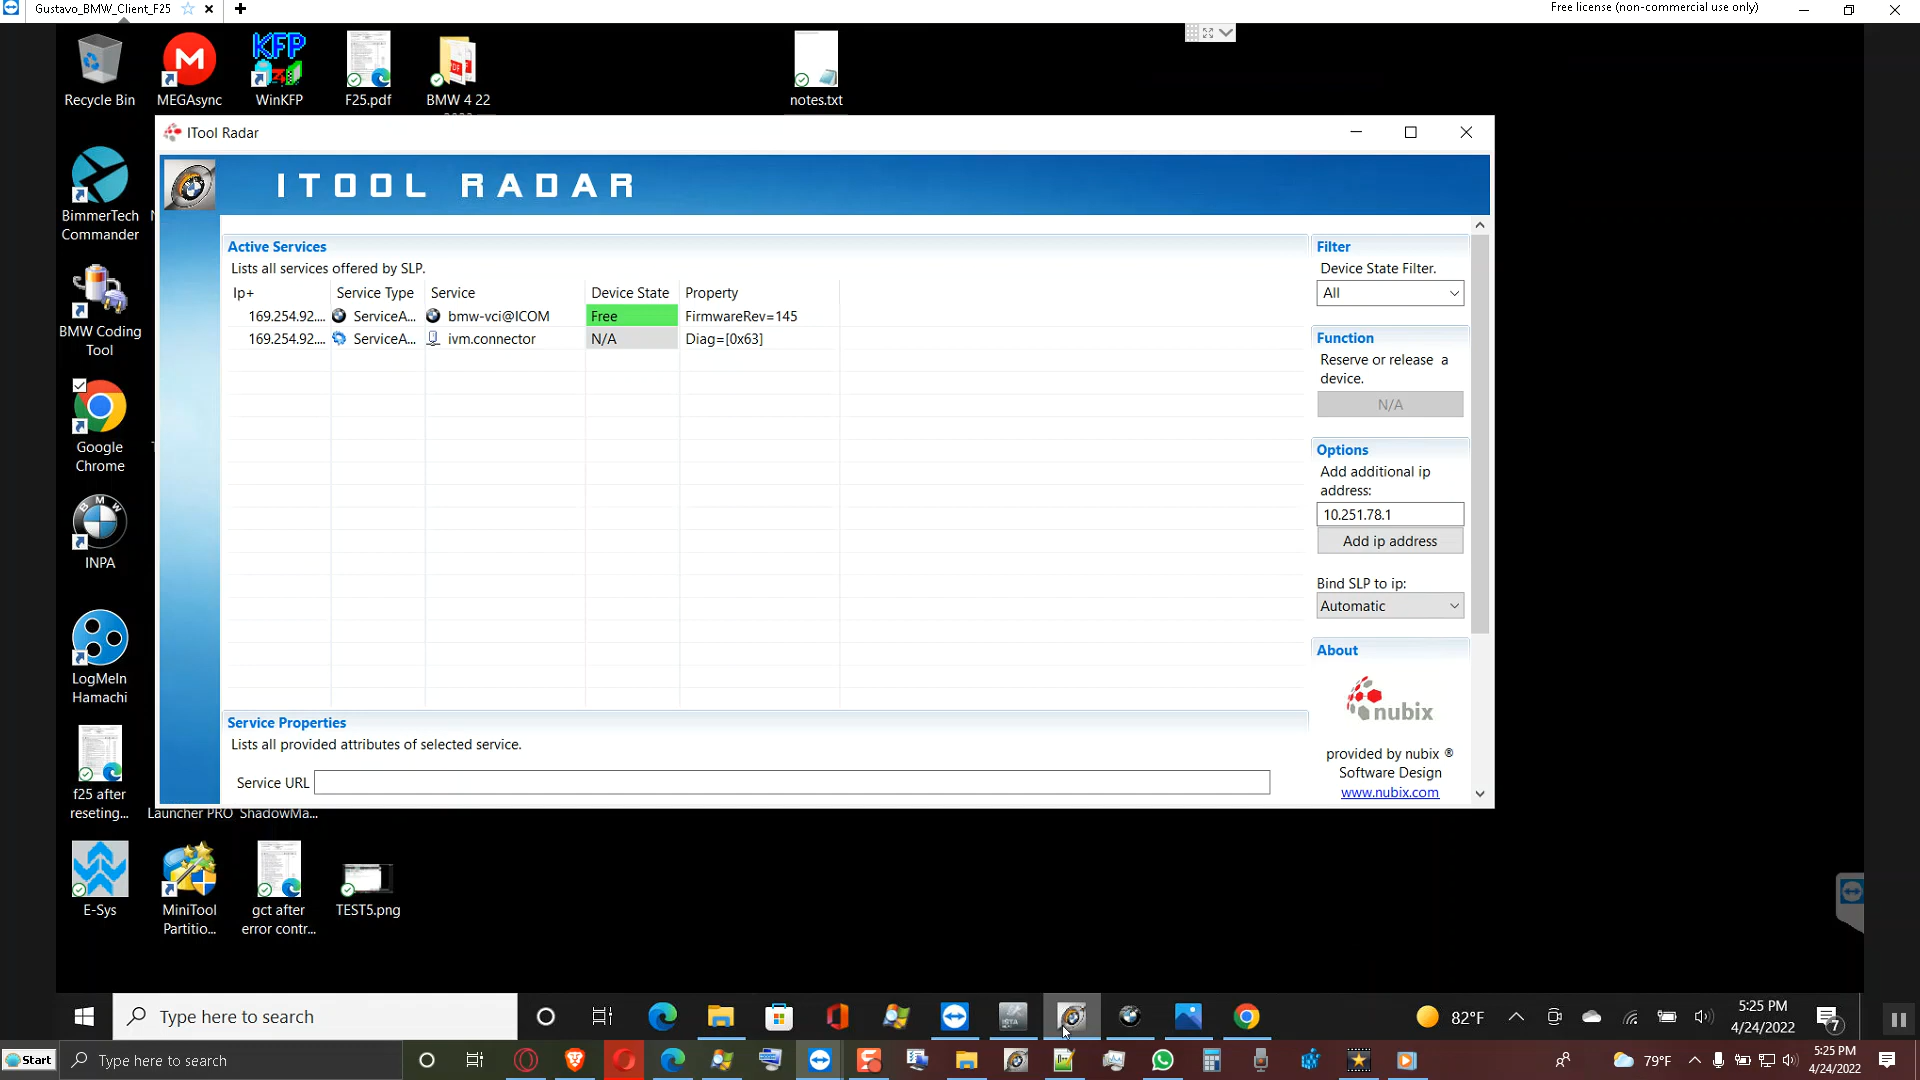 Gustavo_BMW_Client_F25
Free license (non-commercial use only)
Recycle Bin
MEGAsync
KFP
WinKFP
F25.pdf
BMW 4 22
notes.txt
ITool Radar
ITOOL RADAR
BimmerTech
Commander
BMW Coding
Tool
Google
Chrome
INPA
LogMeIn
Hamachi
f25 after
reseting...
Launcher PRO
ShadowMa...
E-Sys
MiniTool
Partitio...
gct after
error contr...
TEST5.png
Active Services
Lists all services offered by SLP.
Ip+ Service Type Service Device State Property
169.254.92.... ServiceA... bmw-vci@ICOM Free FirmwareRev=145
169.254.92.... ServiceA... ivm.connector N/A Diag=[0x63]
Service Properties
Lists all provided attributes of selected service.
Service URL
Filter
Device State Filter.
All
Function
Reserve or release a
device.
N/A
Options
Add additional ip
address:
10.251.78.1
Add ip address
Bind SLP to ip:
Automatic
About
nubix
provided by nubix ®
Software Design
www.nubix.com
Type here to search
ISTA
82°F
5:25 PM
4/24/2022
7
Start
Type here to search
79°F
5:25 PM
4/24/2022